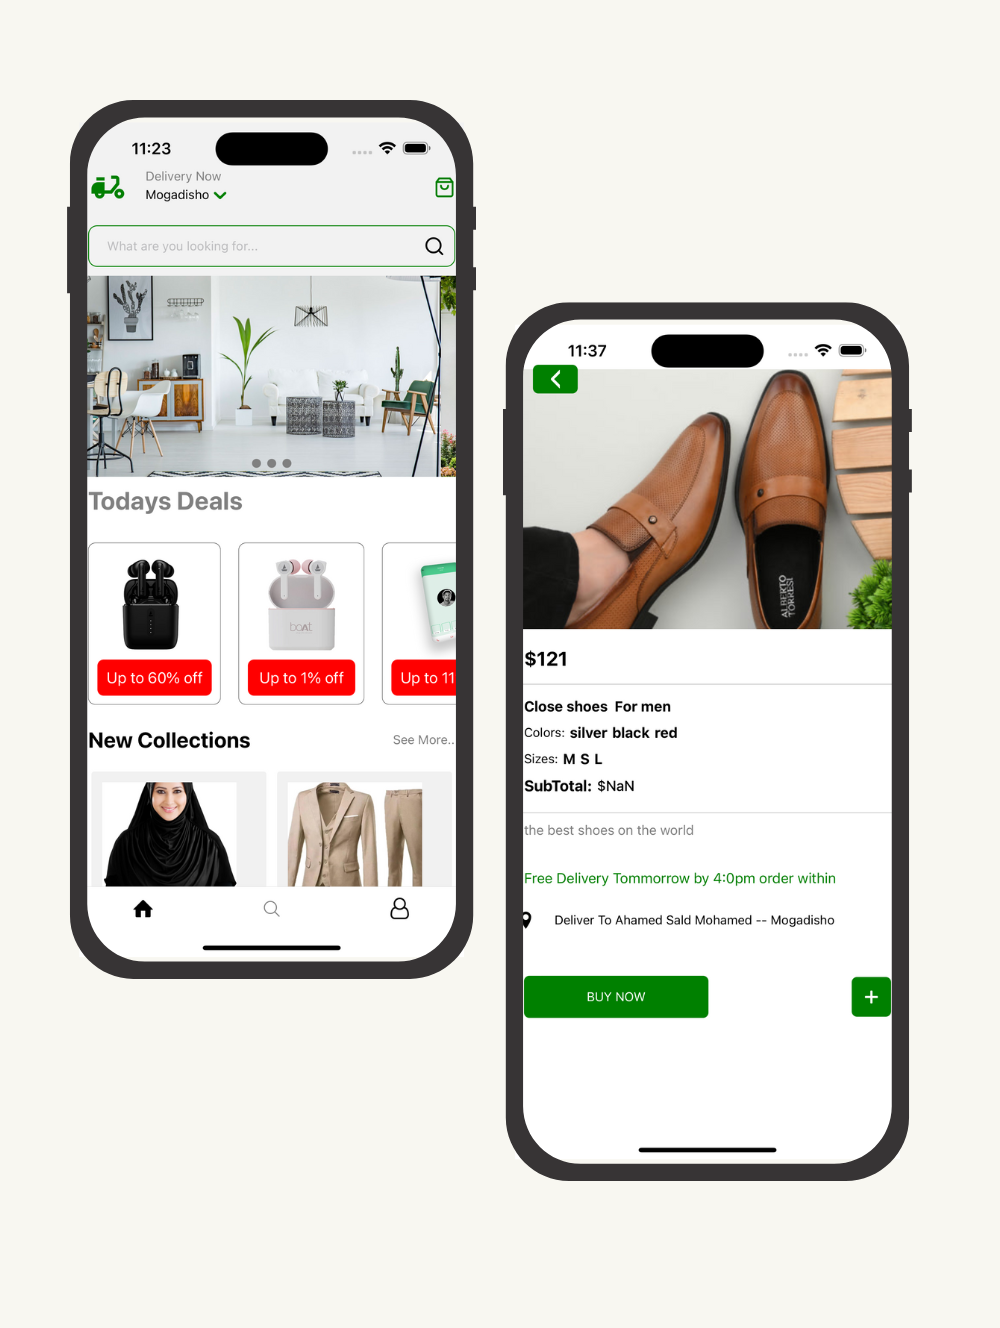 11:23
Delivery Now
Mogadisho
What are you looking for...
Todays Deals
boAt
Up to 60% off
Up to 1% off
Up to 11
New Collections
See More..
11:37
ALBERTO
TORRESI
$121
Close shoes For men
Colors: silver black red
Sizes: M S L
SubTotal: $NaN
the best shoes on the world
Free Delivery Tommorrow by 4:0pm order within
Deliver To Ahamed Sald Mohamed -- Mogadisho
BUY NOW